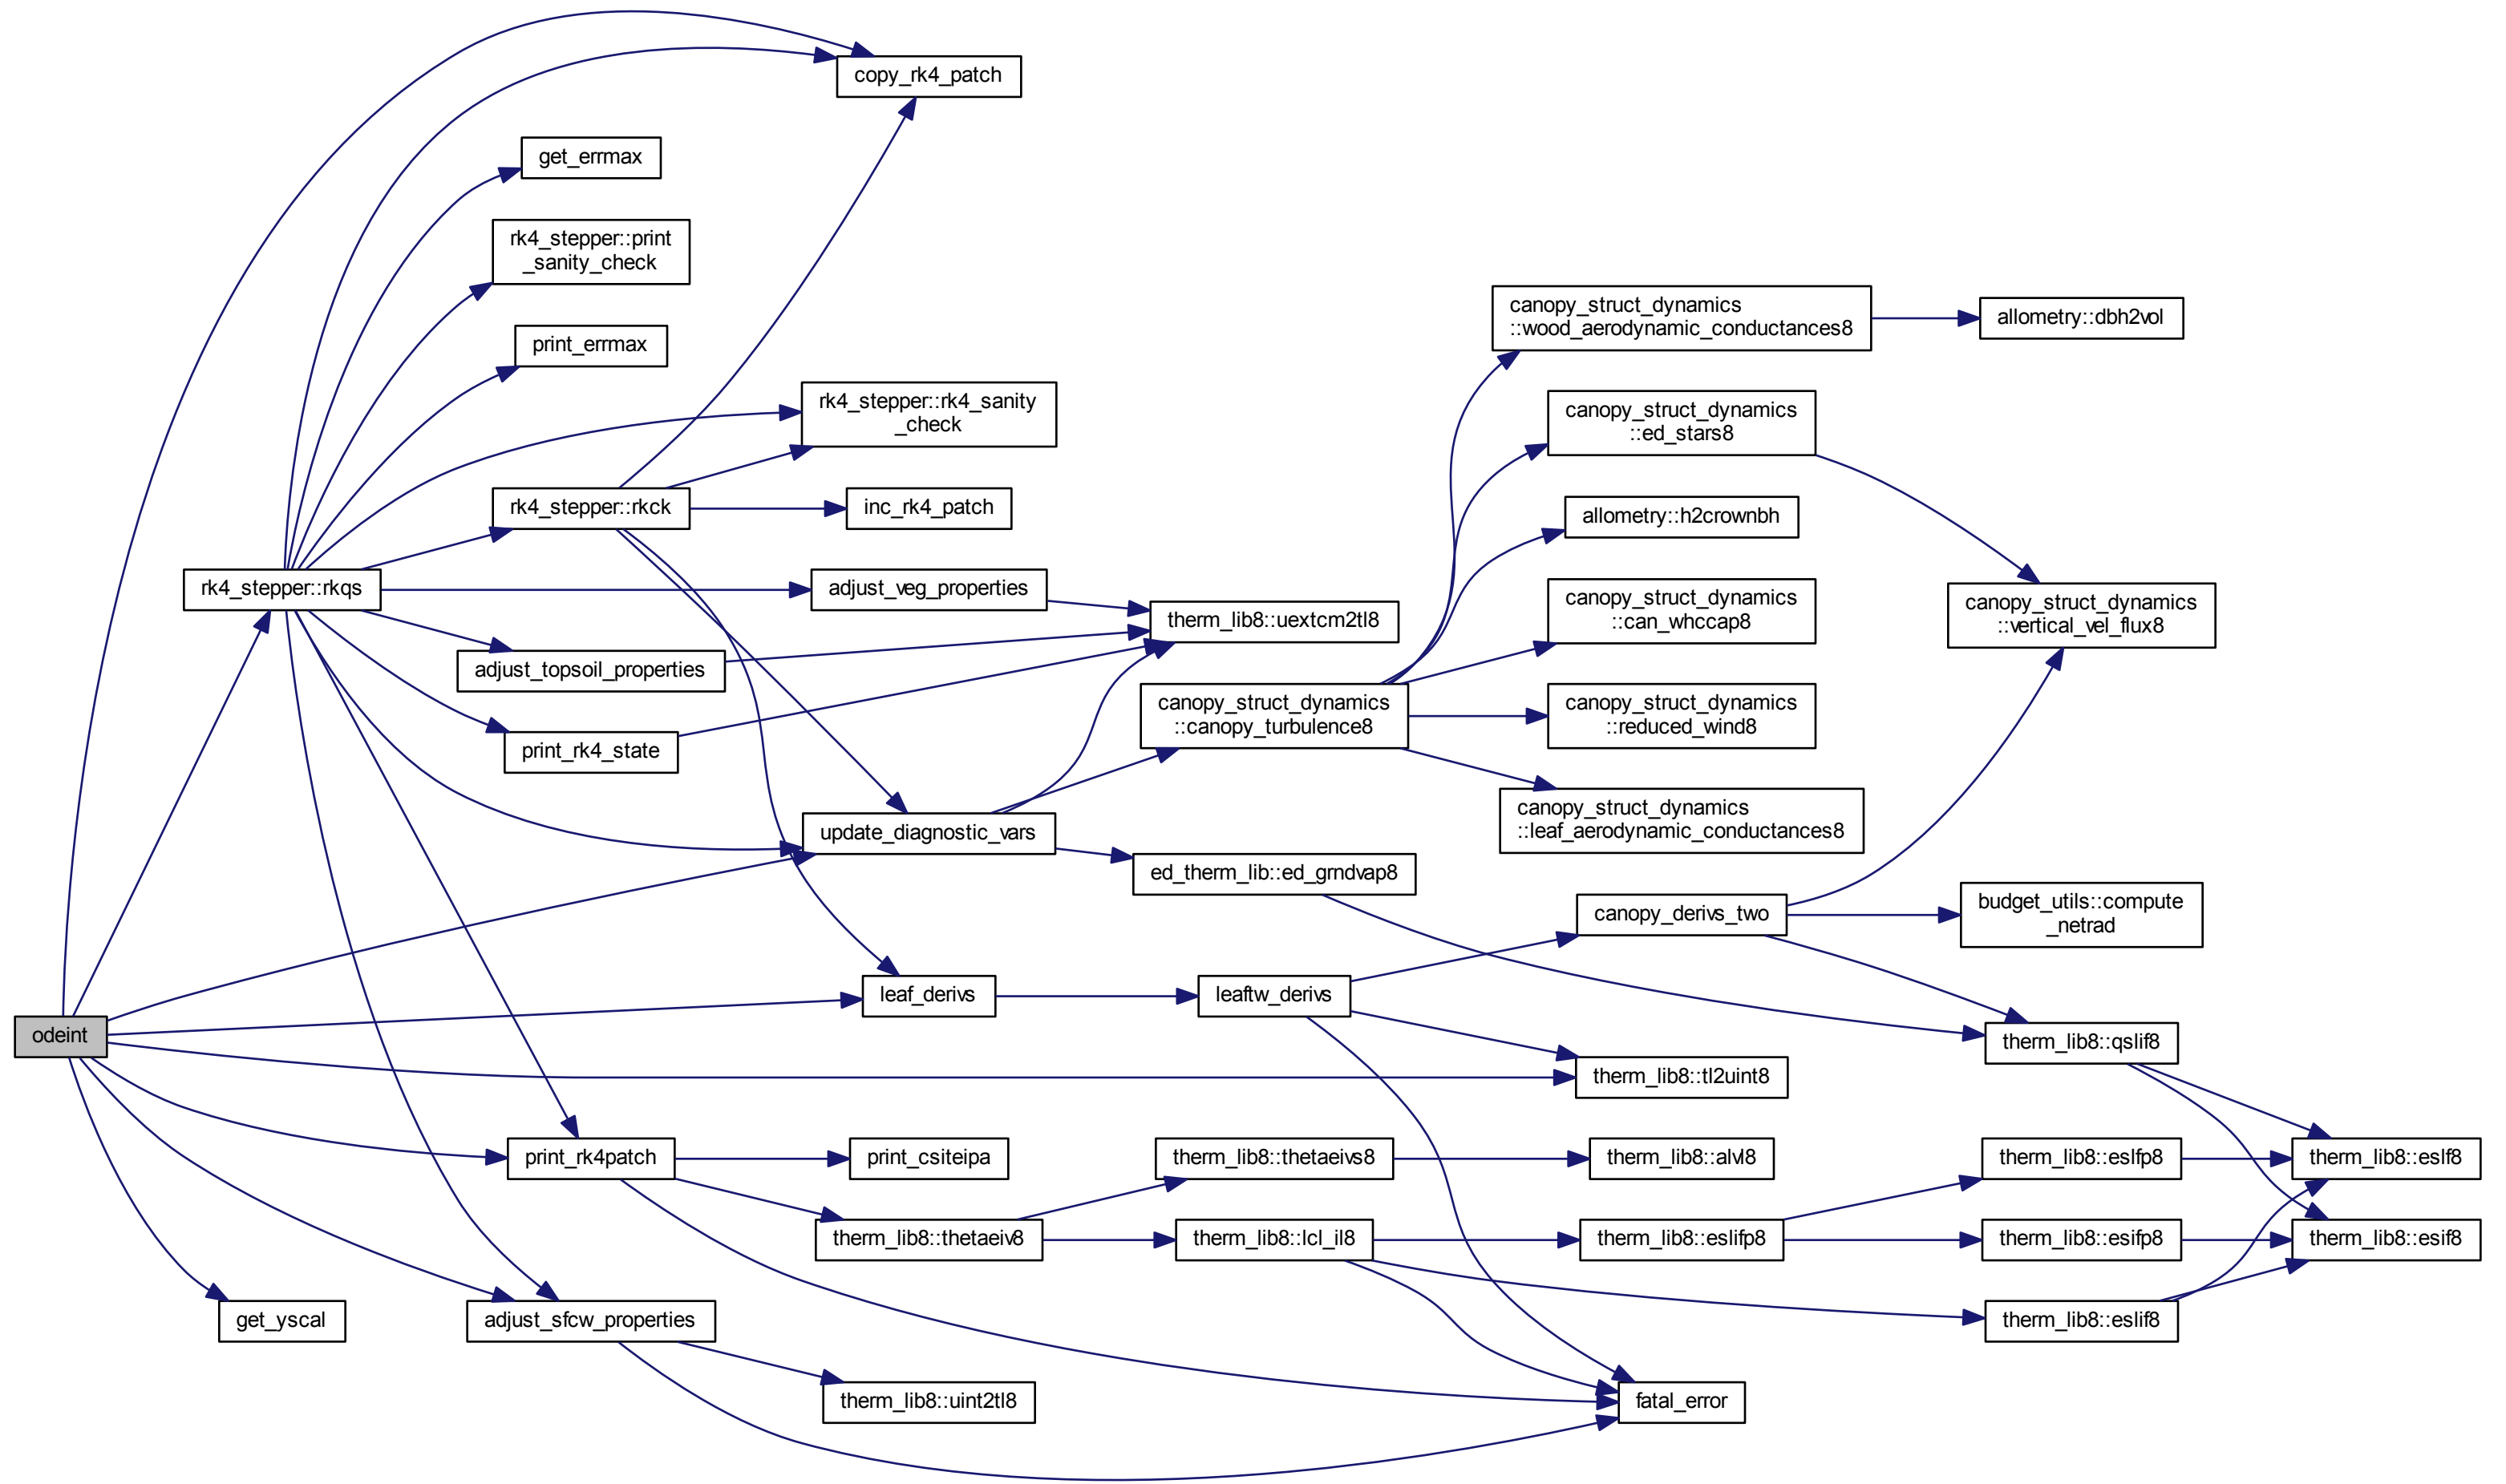 copy_rk4_patch
get_errmax
rk4_stepper::print
_sanity_check
print_errmax
rk4_stepper::rk4_sanity
_check
rk4_stepper::rkck
inc_rk4_patch
rk4_stepper::rkqs
adjust_veg_properties
therm_lib8::uextcm2tl8
adjust_topsoil_properties
print_rk4_state
update_diagnostic_vars
canopy_struct_dynamics
::canopy_turbulence8
ed_therm_lib::ed_grndvap8
canopy_struct_dynamics
::wood_aerodynamic_conductances8
allometry::dbh2vol
canopy_struct_dynamics
::ed_stars8
allometry::h2crownbh
canopy_struct_dynamics
::can_whccap8
canopy_struct_dynamics
::vertical_vel_flux8
canopy_struct_dynamics
::reduced_wind8
canopy_struct_dynamics
::leaf_aerodynamic_conductances8
canopy_derivs_two
budget_utils::compute
_netrad
odeint
leaf_derivs
leaftw_derivs
therm_lib8::qslif8
therm_lib8::tl2uint8
print_rk4patch
print_csiteipa
therm_lib8::thetaeivs8
therm_lib8::alvl8
therm_lib8::eslfp8
therm_lib8::eslf8
therm_lib8::thetaeiv8
therm_lib8::lcl_il8
therm_lib8::eslifp8
therm_lib8::esifp8
therm_lib8::esif8
get_yscal
adjust_sfcw_properties
therm_lib8::eslif8
therm_lib8::uint2tl8
fatal_error